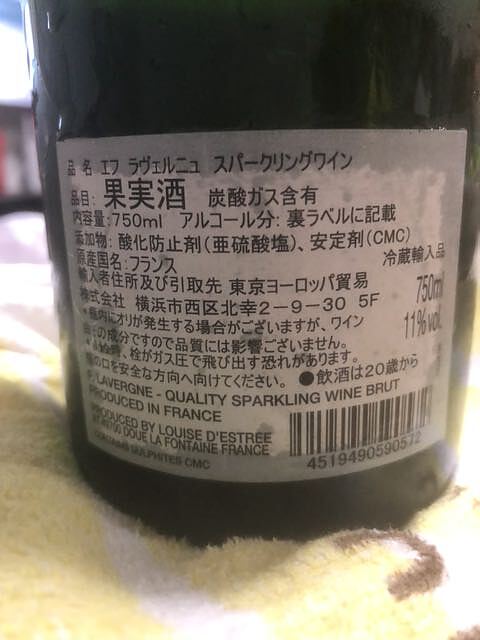 品 名 エフ ラヴェルニュ スパークリングワイン
品目: 果実酒 炭酸ガス含有
内容量:750ml アルコール分: 裏ラベルに記載
添加物: 酸化防止剤(亜硫酸塩)、安定剤(CMC)
原産国名:フランス 冷蔵輸入品
輸入者住所及び引取先 東京ヨーロッパ貿易 750ml
株式会社 横浜市西区北幸2-9-30 5F
瓶内にオリが発生する場合がございますが、ワイン 11%vol.
の成分ですので品質には影響ございません。
栓がガス圧で飛び出す恐れがあります。
の口を安全な方向へ向けてください。 ●飲酒は20歳から
F. LAVERGNE - QUALITY SPARKLING WINE BRUT
PRODUCED IN FRANCE
PRODUCED BY LOUISE D'ESTREE
DOUE LA FONTAINE FRANCE
CONTAINS SULPHITES CMC
4519490590572